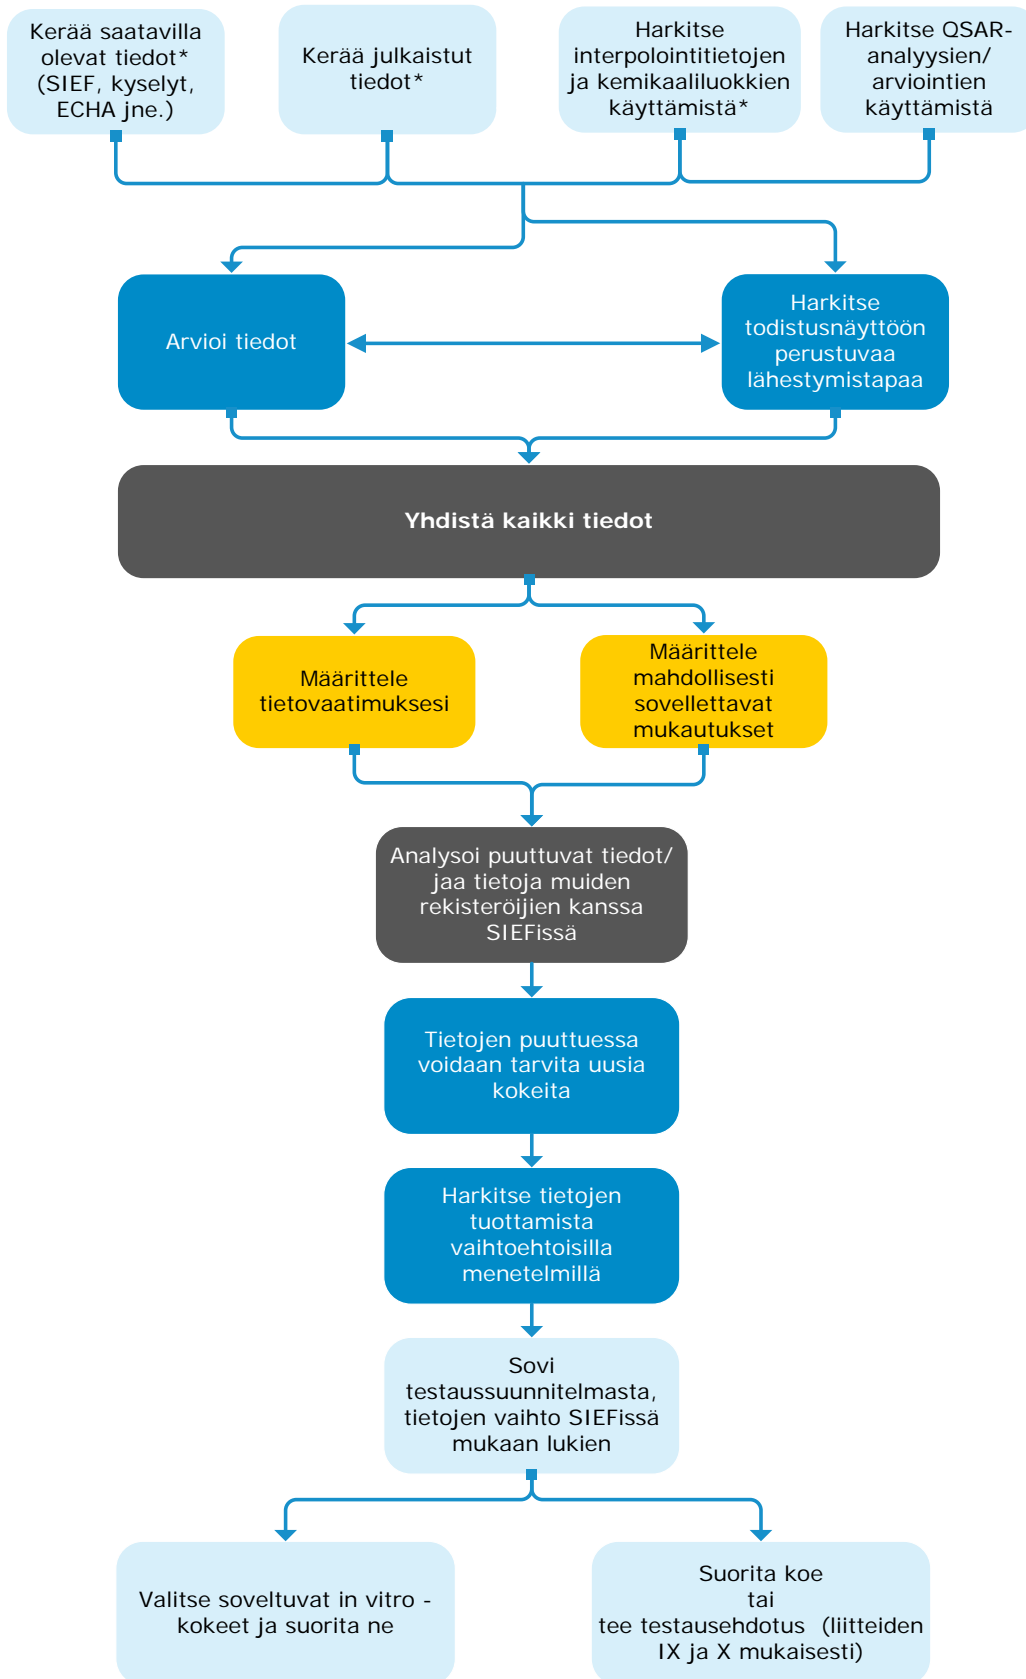 Kerää saatavilla
olevat tiedot*
(SIEF, kyselyt,
ECHA jne.)
Kerää julkaistut
tiedot*
Harkitse
interpolointitietojen
ja kemikaaliluokkien
käyttämistä*
Harkitse QSAR-
analyysien/
arviointien
käyttämistä
Arvioi tiedot
Harkitse
todistusnäyttöön
perustuvaa
lähestymistapaa
Yhdistä kaikki tiedot
Määrittele
tietovaatimuksesi
Määrittele
mahdollisesti
sovellettavat
mukautukset
Analysoi puuttuvat tiedot/
jaa tietoja muiden
rekisteröijien kanssa
SIEFissä
Tietojen puuttuessa
voidaan tarvita uusia
kokeita
Harkitse tietojen
tuottamista
vaihtoehtoisilla
menetelmillä
Sovi
testaussuunnitelmasta,
tietojen vaihto SIEFissä
mukaan lukien
Valitse soveltuvat in vitro -
kokeet ja suorita ne
Suorita koe
tai
tee testausehdotus (liitteiden
IX ja X mukaisesti)